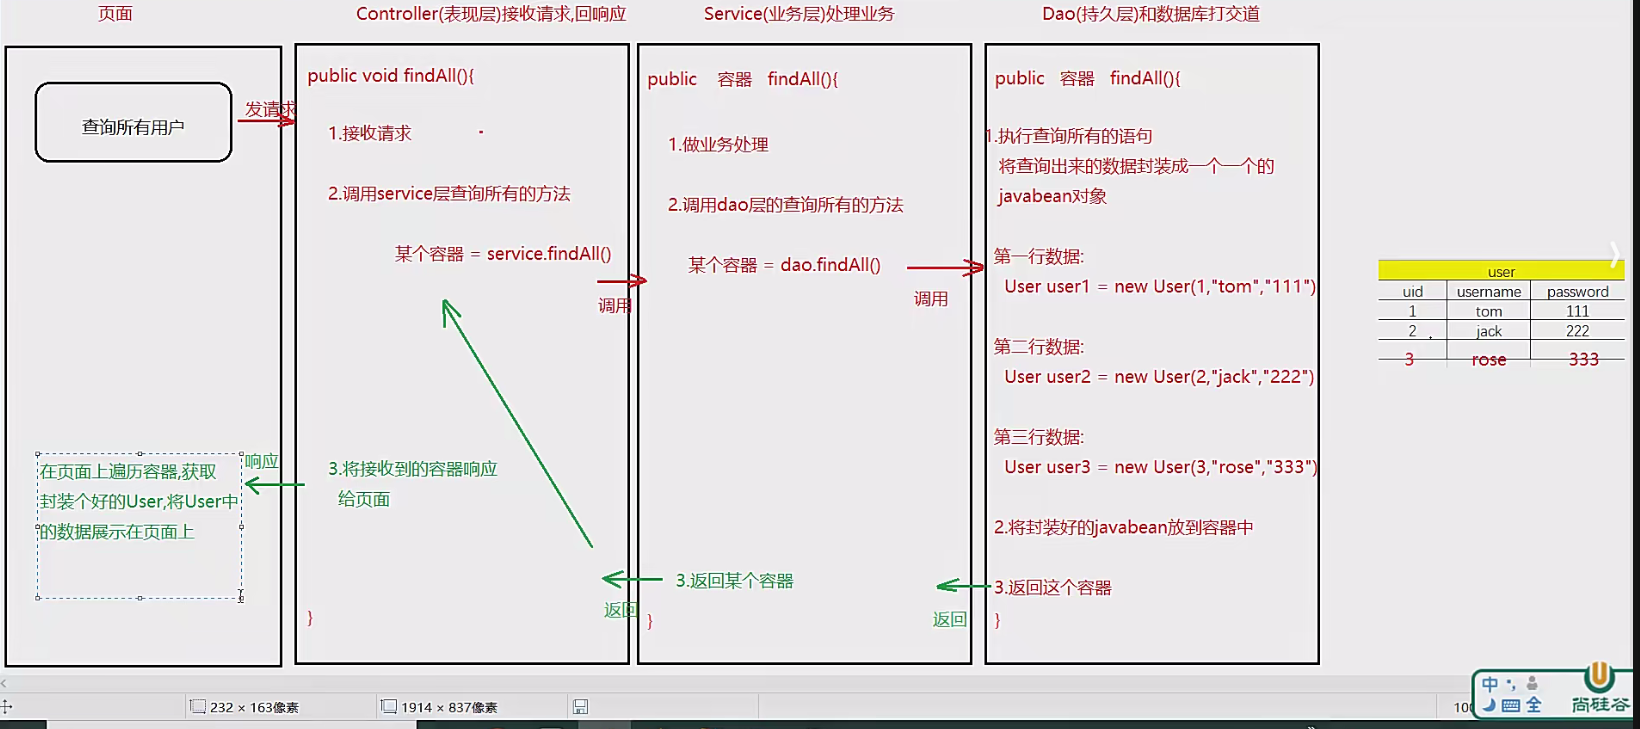 页面
Controller(表现层)接收请求,回响应
Service(业务层)处理业务
Dao(持久层)和数据库打交道
查询所有用户
发请求
在页面上遍历容器,获取
封装个好的User,将User中
的数据展示在页面上
响应
public void findAll(){
1.接收请求
2.调用service层查询所有的方法
某个容器 = service.findAll()
调用
3.将接收到的容器响应
给页面
返回
}
public 容器 findAll(){
1.做业务处理
2.调用dao层的查询所有的方法
某个容器 = dao.findAll()
调用
3.返回某个容器
返回
}
public 容器 findAll(){
1.执行查询所有的语句
将查询出来的数据封装成一个一个的
javabean对象
第一行数据:
User user1 = new User(1,"tom","111")
第二行数据:
User user2 = new User(2,"jack","222")
第三行数据:
User user3 = new User(3,"rose","333")
2.将封装好的javabean放到容器中
3.返回这个容器
}
user
uid username password
1 tom 111
2 jack 222
3 rose 333
232 × 163像素
1914 × 837像素
中
全
尚硅谷